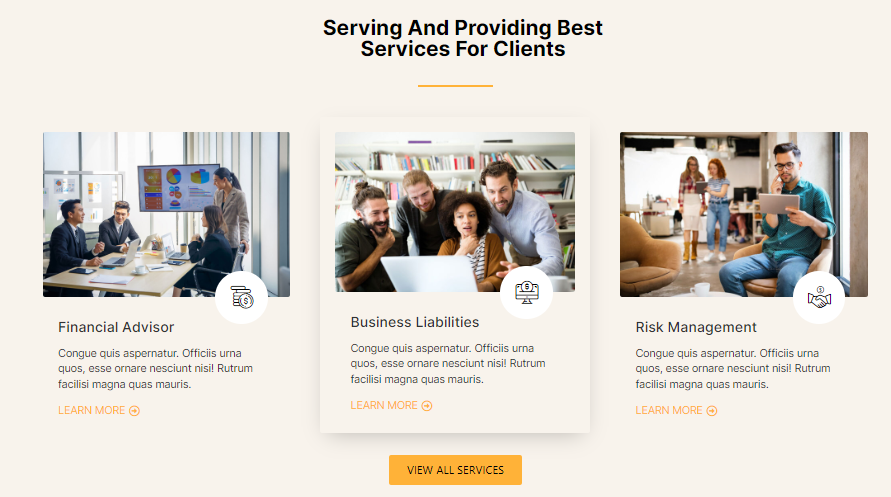 Serving And Providing Best
Services For Clients
Financial Advisor
Congue quis aspernatur. Officiis urna
quos, esse ornare nesciunt nisi! Rutrum
facilisi magna quas mauris.
LEARN MORE
Business Liabilities
Congue quis aspernatur. Officiis urna
quos, esse ornare nesciunt nisi! Rutrum
facilisi magna quas mauris.
LEARN MORE
Risk Management
Congue quis aspernatur. Officiis urna
quos, esse ornare nesciunt nisi! Rutrum
facilisi magna quas mauris.
LEARN MORE
VIEW ALL SERVICES